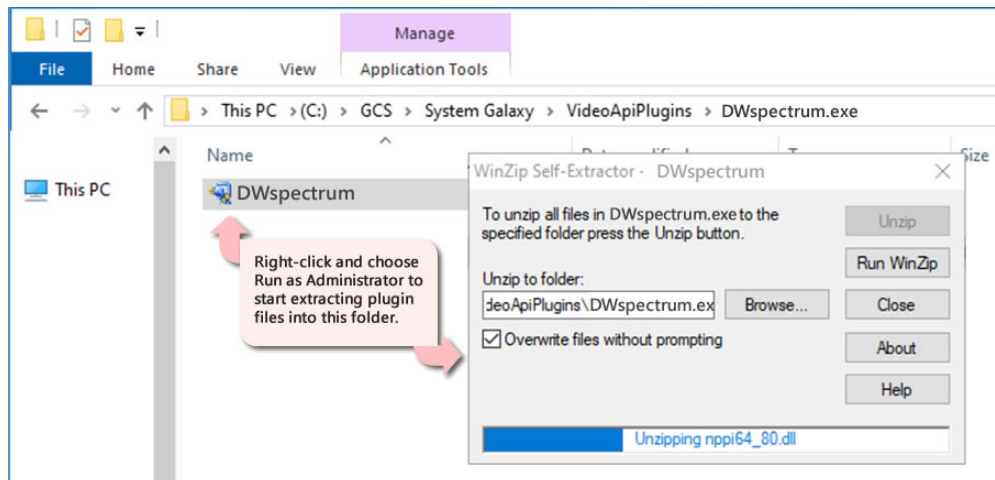 Manage
File Home Share View Application Tools
This PC > (C:) > GCS > System Galaxy > VideoApiPlugins > DWspectrum.exe
Name Size
This PC
DWspectrum
WinZip Self-Extractor - DWspectrum
To unzip all files in DWspectrum.exe to the
specified folder press the Unzip button.
Unzip
Run WinZip
Unzip to folder:
deoApiPlugins\DWspectrum.ex Browse... Close
Overwrite files without prompting
About
Help
Unzipping nppi64_80.dll
Right-click and choose
Run as Administrator to
start extracting plugin
files into this folder.